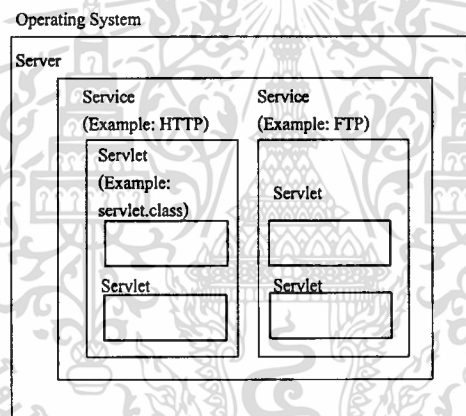 Operating System
Server
Service
(Example: HTTP)
Service
(Example: FTP)
Servlet
(Example:
servlet.class)
Servlet
Servlet
Servlet